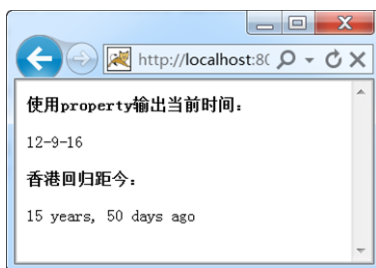 http://localhost:80
使用property输出当前时间：
12-9-16
香港回归距今：
15 years, 50 days ago